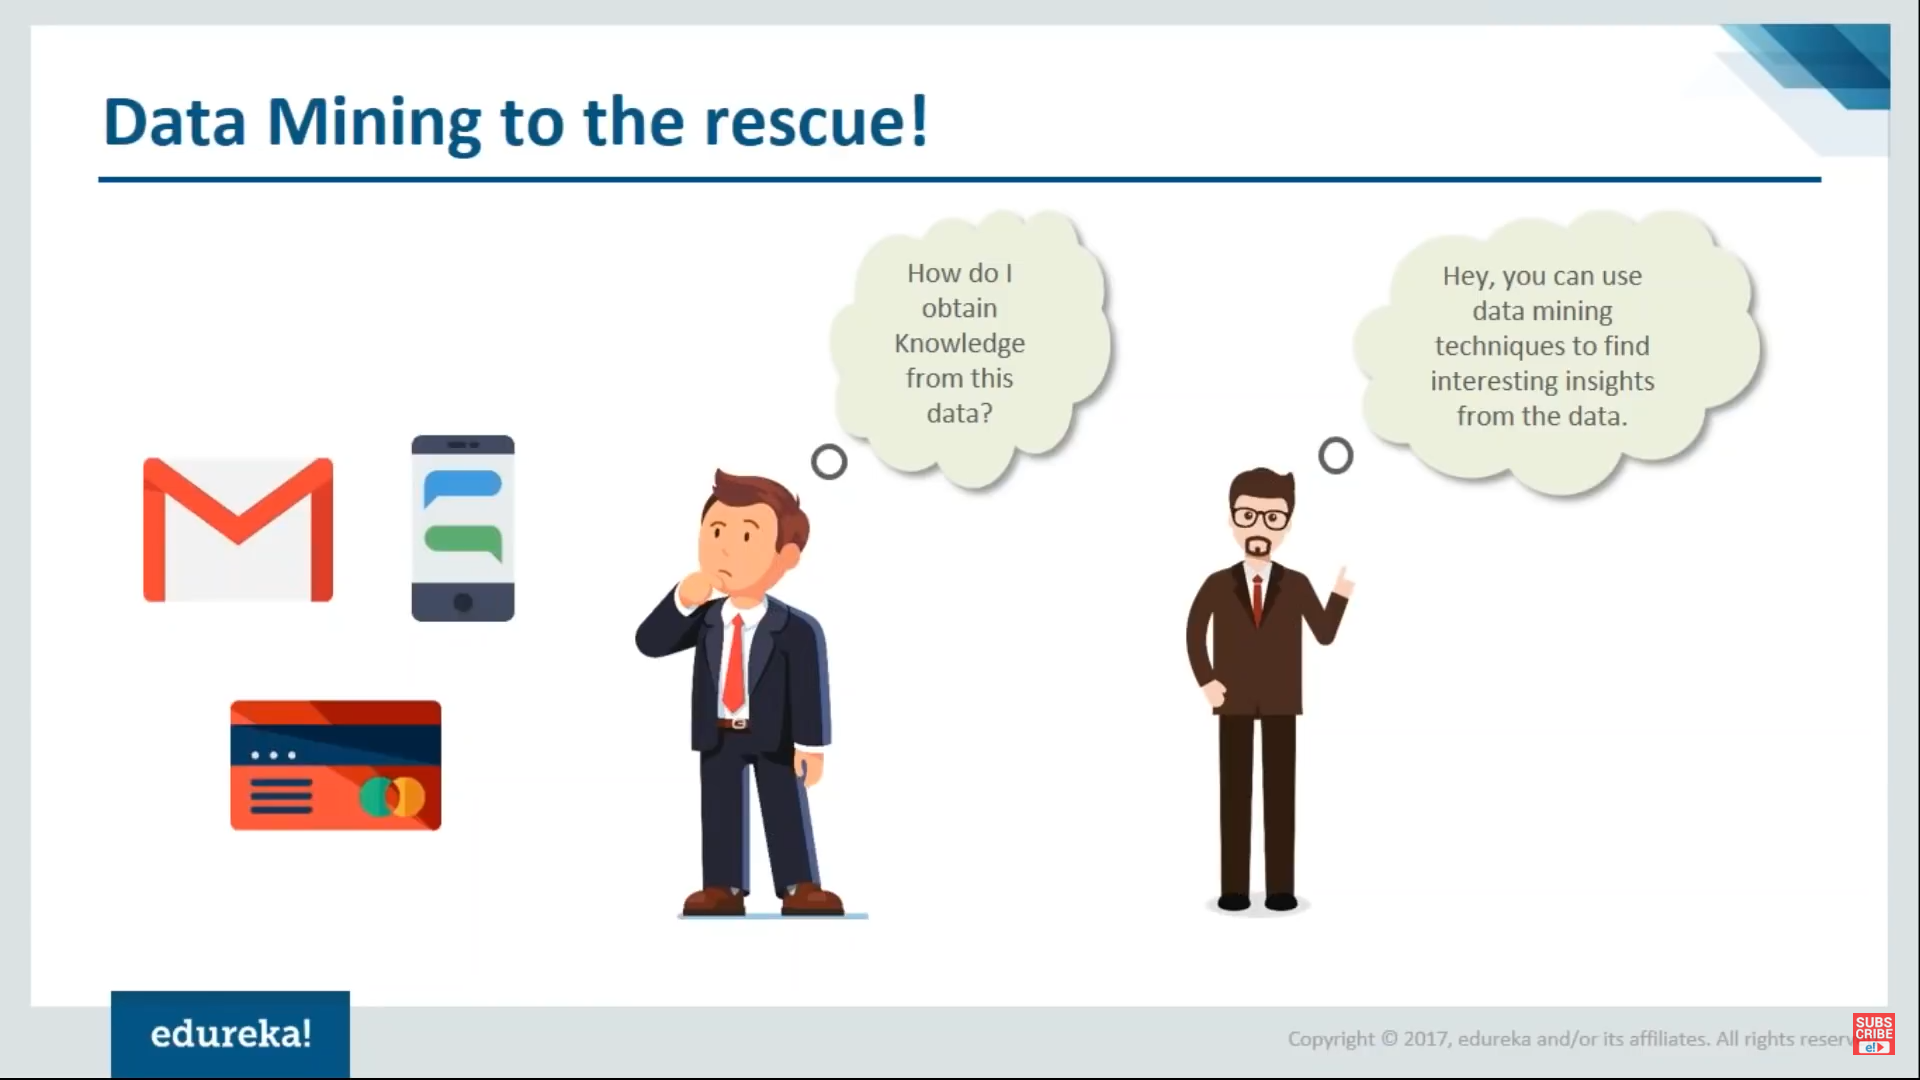 Data Mining to the rescue!
How do I
obtain
Knowledge
from this
data?
Hey, you can use
data mining
techniques to find
interesting insights
from the data.
edureka!
Copyright © 2017, edureka and/or its affiliates. All rights reserv
SUBS
CRIBE
e!